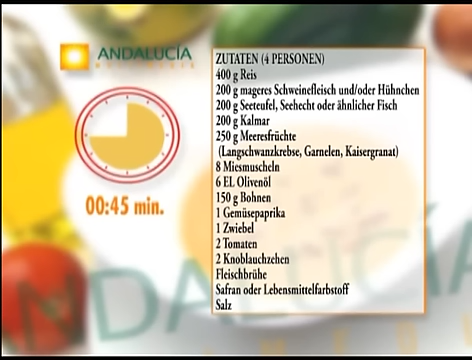 ANDALUCÍA
00:45 min.
ZUTATEN (4 PERSONEN)
400 g Reis
200 g mageres Schweinefleisch und/oder Hühnchen
200 g Seeteufel, Seehecht oder ähnlicher Fisch
200 g Kalmar
250 g Meeresfrüchte
(Langschwanzkrebse, Garnelen, Kaisergranat)
8 Miesmuscheln
6 EL Olivenöl
150 g Bohnen
1 Gemüsepaprika
1 Zwiebel
2 Tomaten
2 Knoblauchzehen
Fleischbrühe
Safran oder Lebensmittelfarbstoff
Salz
ANDALUCÍA